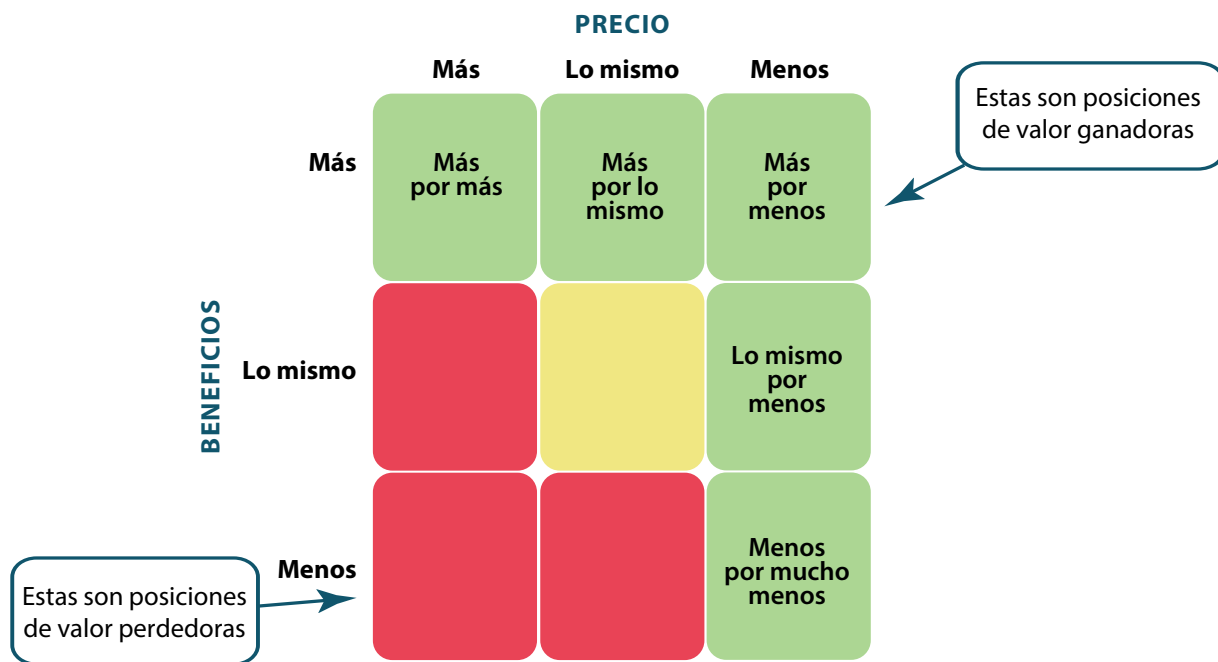 PRECIO
Más
Lo mismo
Menos
Estas son posiciones
de valor ganadoras
Más
Más
por más
Más
por lo
mismo
Más
por
menos
BENEFICIOS
Lo mismo
Lo mismo
por
menos
Menos
Menos
por mucho
menos
Estas son posiciones
de valor perdedoras